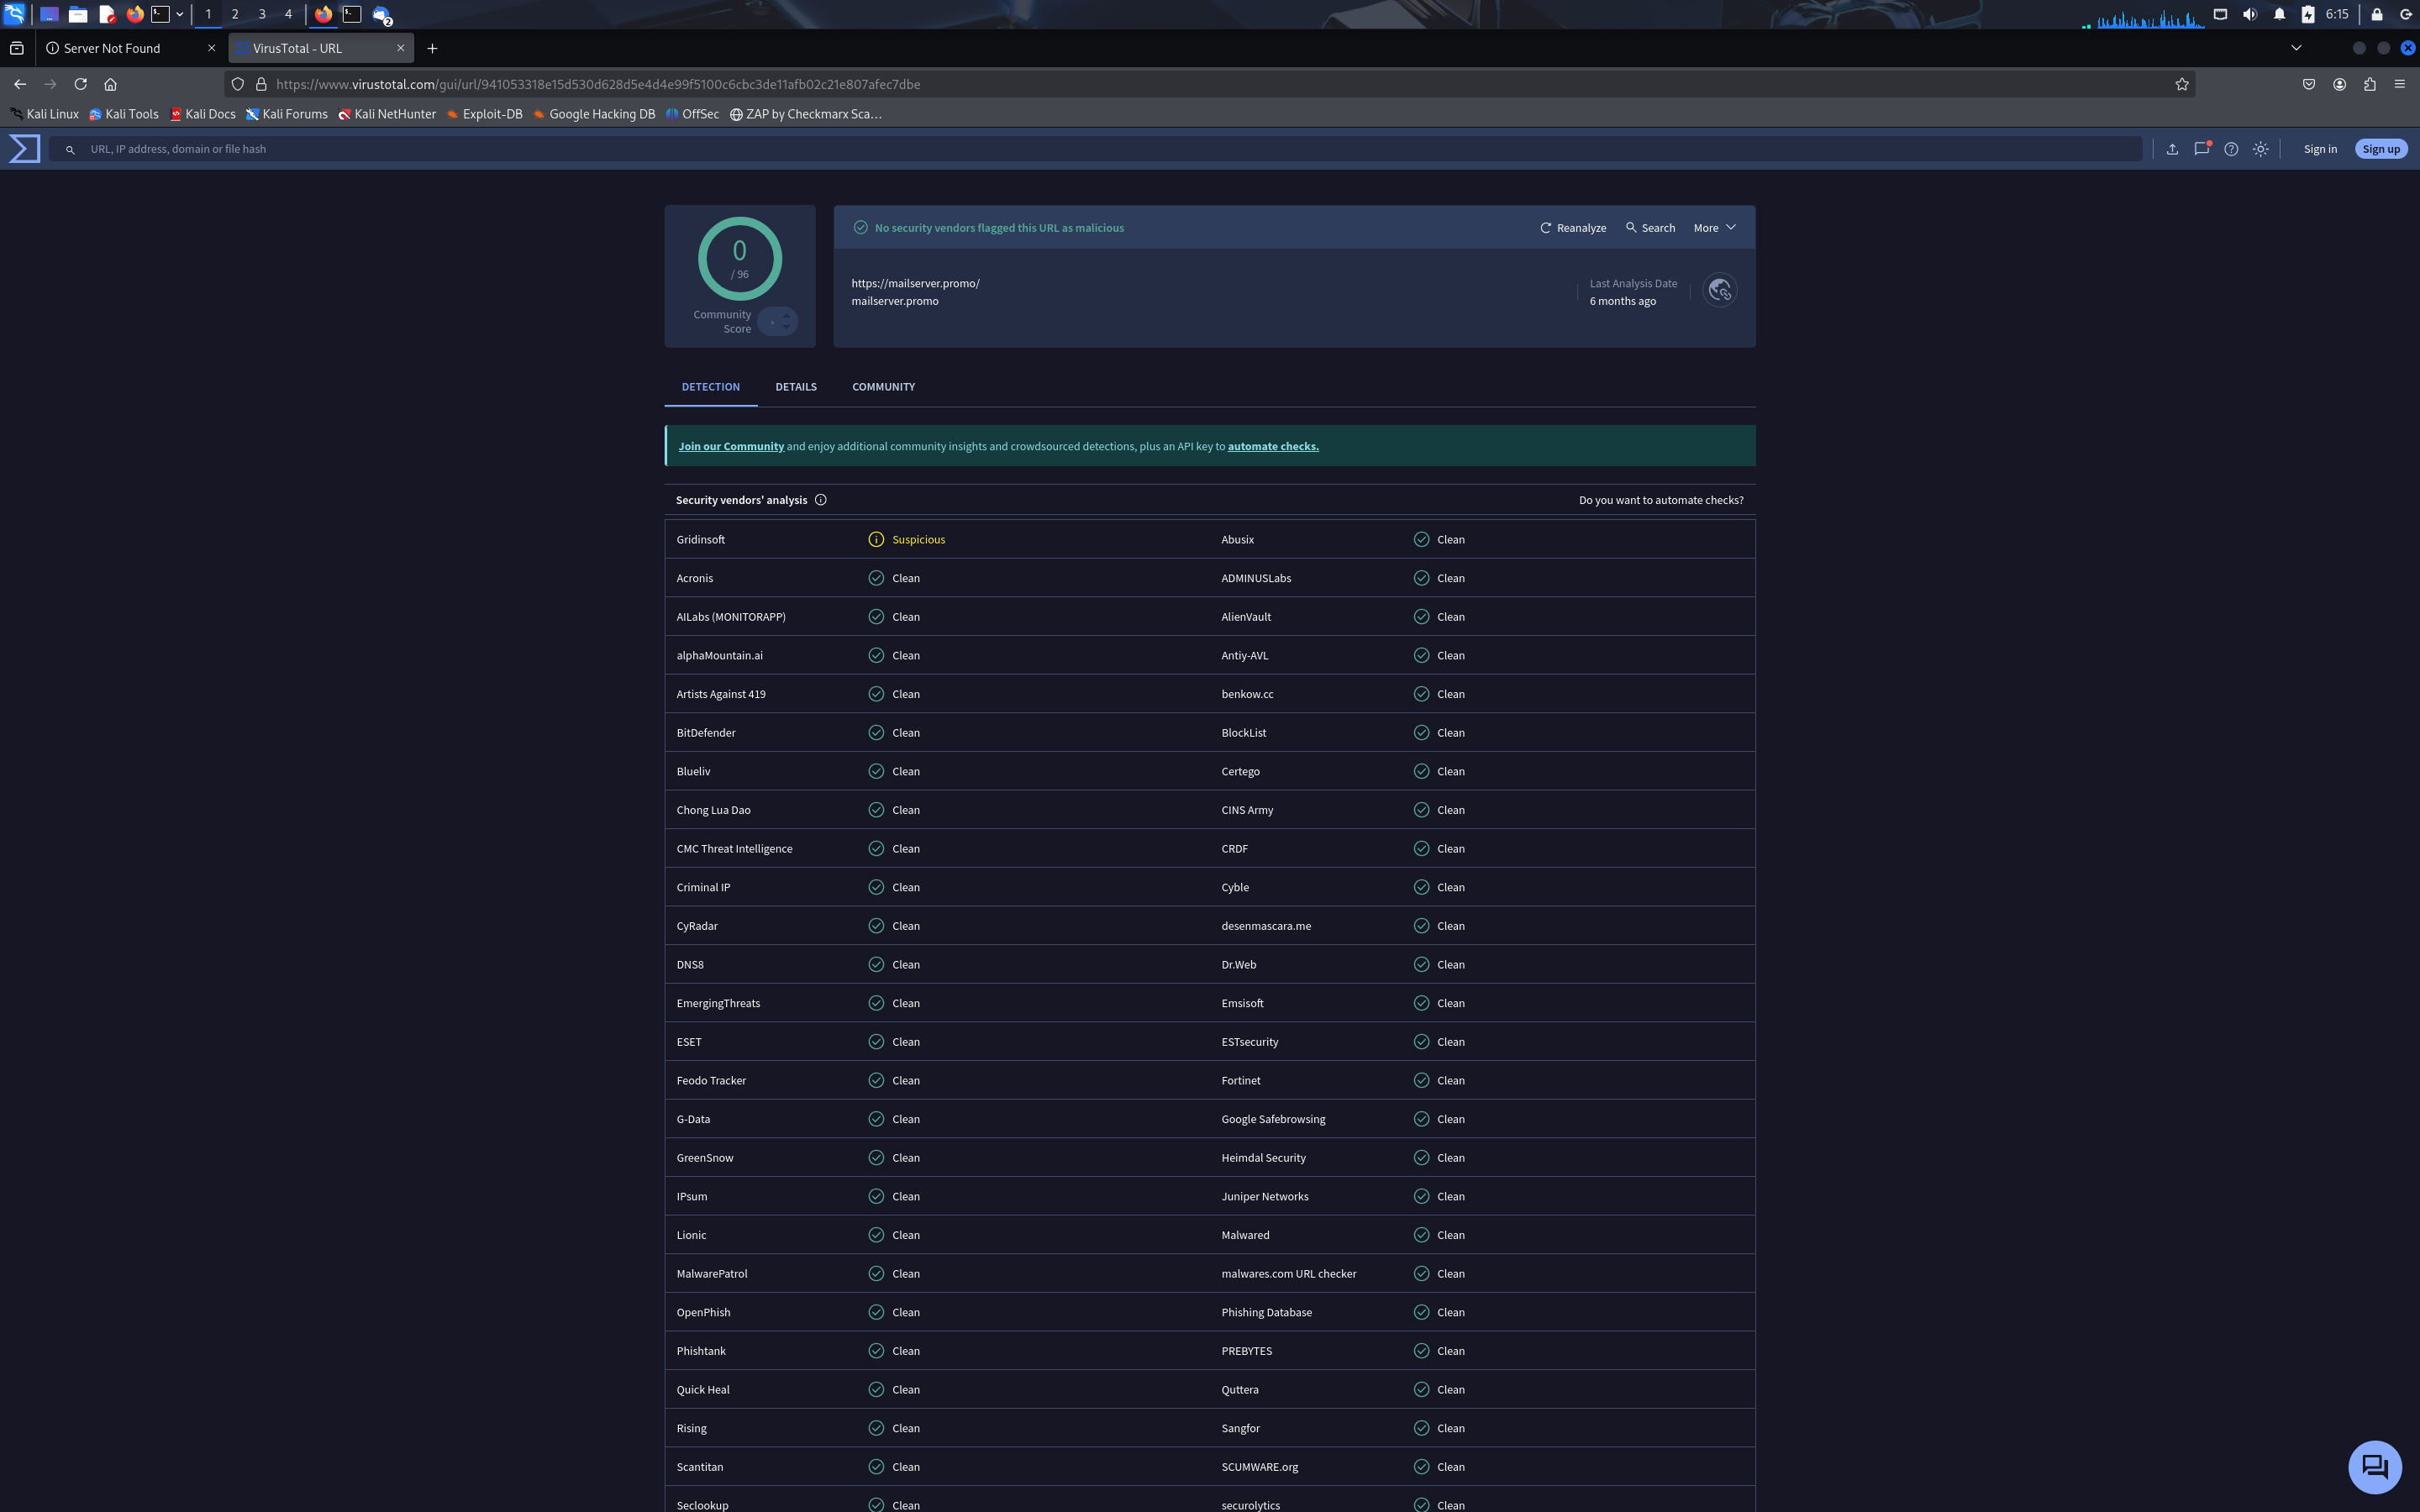 1 2 3 4 2 6:15
Server Not Found VirusTotal - URL
https://www.virustotal.com/gui/url/941053318e15d530d628d5e4d4e99f5100c6cbc3de11afb02c21e807afec7dbe
Kali Linux Kali Tools Kali Docs Kali Forums Kali NetHunter Exploit-DB Google Hacking DB OffSec ZAP by Checkmarx Sca…
URL, IP address, domain or file hash Sign in Sign up
0
/ 96
Community
Score
No security vendors flagged this URL as malicious Reanalyze Search More
https://mailserver.promo/
mailserver.promo
Last Analysis Date
6 months ago
DETECTION DETAILS COMMUNITY
Join our Community and enjoy additional community insights and crowdsourced detections, plus an API key to automate checks.
Security vendors' analysis Do you want to automate checks?
Gridinsoft Suspicious Abusix Clean
Acronis Clean ADMINUSLabs Clean
AILabs (MONITORAPP) Clean AlienVault Clean
alphaMountain.ai Clean Antiy-AVL Clean
Artists Against 419 Clean benkow.cc Clean
BitDefender Clean BlockList Clean
Blueliv Clean Certego Clean
Chong Lua Dao Clean CINS Army Clean
CMC Threat Intelligence Clean CRDF Clean
Criminal IP Clean Cyble Clean
CyRadar Clean desenmascara.me Clean
DNS8 Clean Dr.Web Clean
EmergingThreats Clean Emsisoft Clean
ESET Clean ESTsecurity Clean
Feodo Tracker Clean Fortinet Clean
G-Data Clean Google Safebrowsing Clean
GreenSnow Clean Heimdal Security Clean
IPsum Clean Juniper Networks Clean
Lionic Clean Malwared Clean
MalwarePatrol Clean malwares.com URL checker Clean
OpenPhish Clean Phishing Database Clean
Phishtank Clean PREBYTES Clean
Quick Heal Clean Quttera Clean
Rising Clean Sangfor Clean
Scantitan Clean SCUMWARE.org Clean
Seclookup Clean securolytics Clean